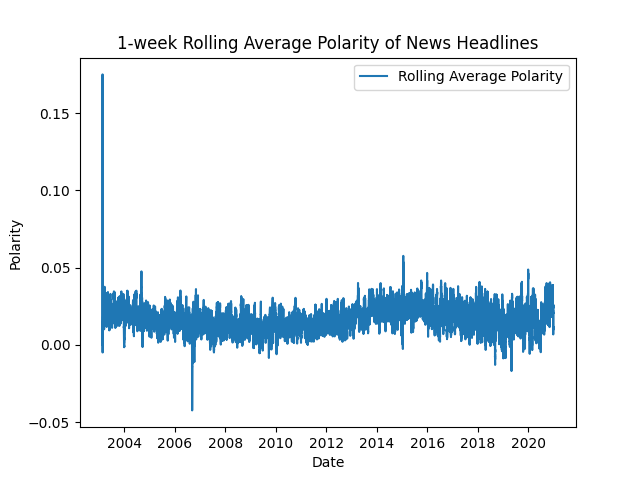 1-week Rolling Average Polarity of News Headlines
Rolling Average Polarity
Polarity
0.15
0.10
0.05
0.00
−0.05
2004 2006 2008 2010 2012 2014 2016 2018 2020
Date